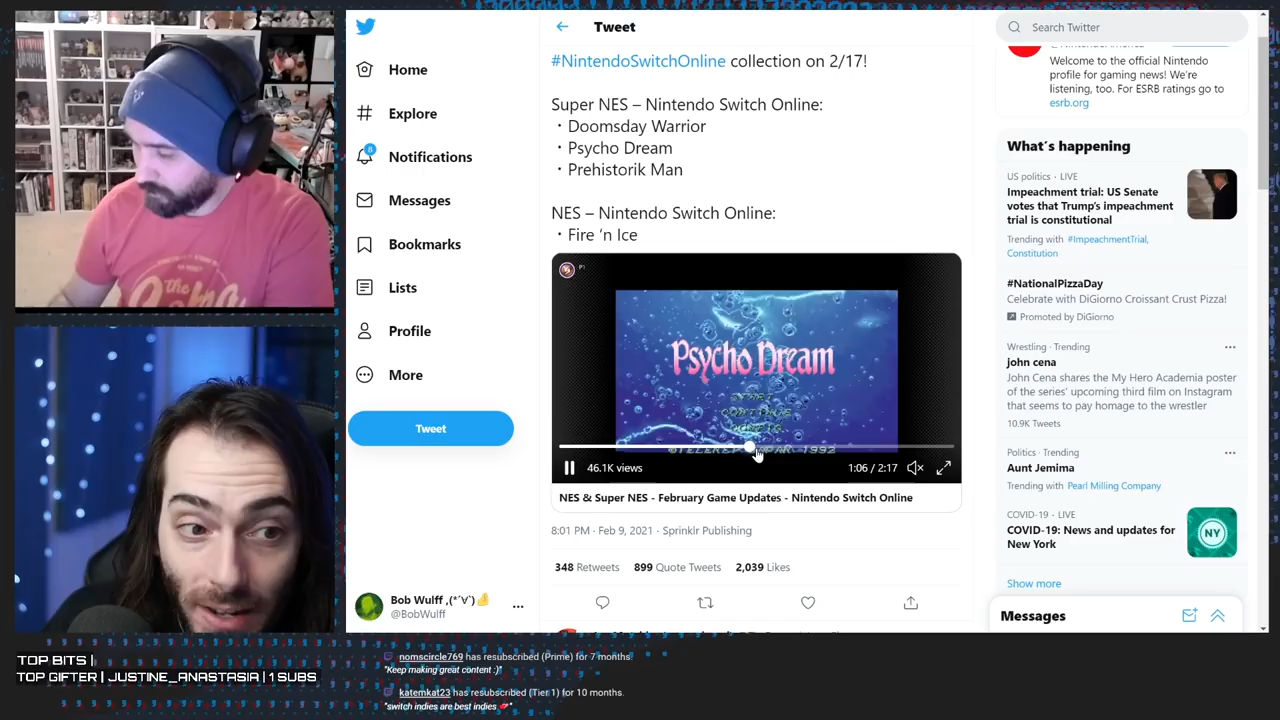 Tweet
#NintendoSwitchOnline collection on 2/17!
Super NES – Nintendo Switch Online:
・Doomsday Warrior
・Psycho Dream
・Prehistorik Man
NES – Nintendo Switch Online:
・Fire 'n Ice
Psycho Dream
START
46.1K views
1:06 / 2:17
NES & Super NES - February Game Updates - Nintendo Switch Online
8:01 PM · Feb 9, 2021 · Sprinklr Publishing
348 Retweets 899 Quote Tweets 2,039 Likes
Home
Explore
8
Notifications
Messages
Bookmarks
Lists
Profile
More
Tweet
Bob Wulff ,(*´∀`)👍
@BobWulff
Search Twitter
Welcome to the official Nintendo
profile for gaming news! We're
listening, too. For ESRB ratings go to
esrb.org
What's happening
US politics · LIVE
Impeachment trial: US Senate
votes that Trump's impeachment
trial is constitutional
Trending with #ImpeachmentTrial,
Constitution
#NationalPizzaDay
Celebrate with DiGiorno Croissant Crust Pizza!
Promoted by DiGiorno
Wrestling · Trending
john cena
John Cena shares the My Hero Academia poster
of the series' upcoming third film on Instagram
that seems to pay homage to the wrestler
10.9K Tweets
Politics · Trending
Aunt Jemima
Trending with Pearl Milling Company
COVID-19 · LIVE
COVID-19: News and updates for
New York
NY
Show more
Messages
TOP BITS |
TOP GIFTER | JUSTINE_ANASTASIA | 1 SUBS
nomscircle769 has resubscribed (Prime) for 7 months.
"Keep making great content :)"
katemkat23 has resubscribed (Tier 1) for 10 months.
"switch indies are best indies"